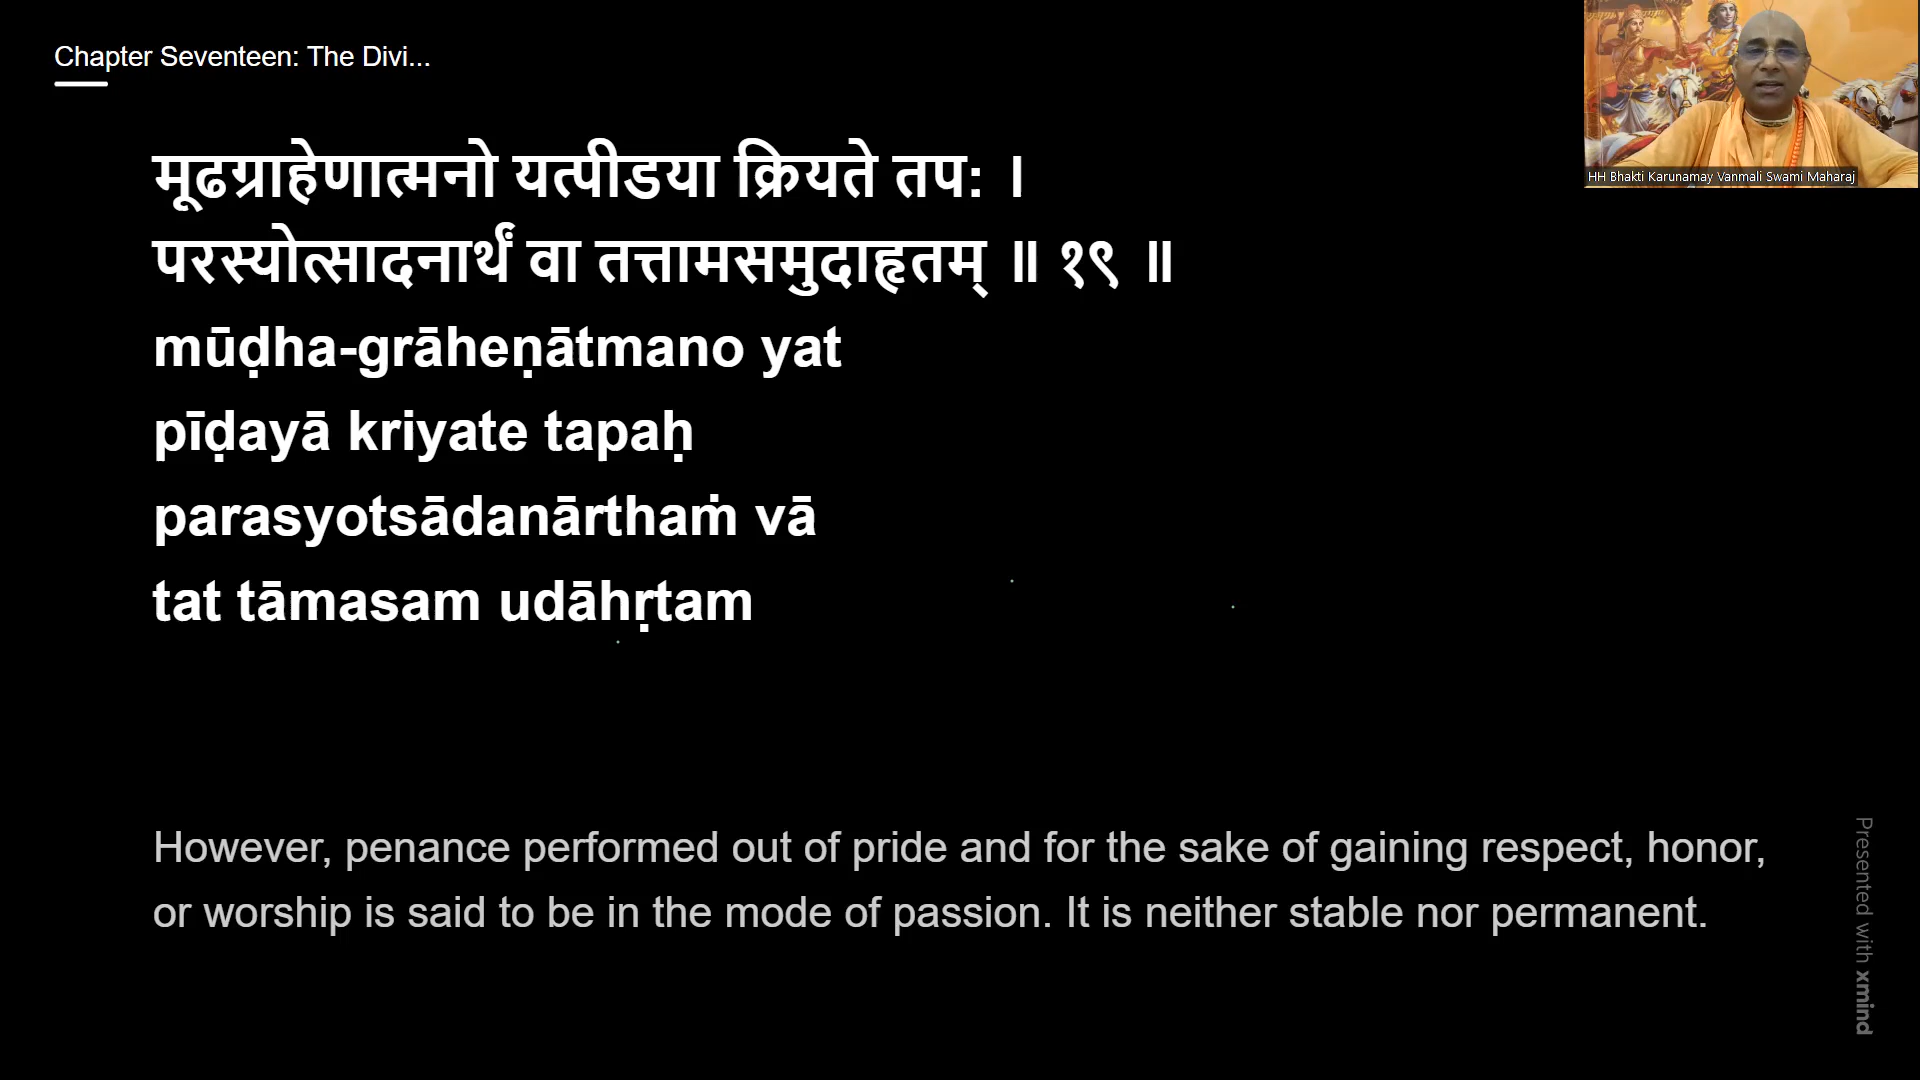 Chapter Seventeen: The Divi...
मूढग्राहेणात्मनो यत्पीडया क्रियते तप: ।
परस्योत्सादनार्थं वा तत्तामसमुदाहृतम् ॥ १९ ॥
mūḍha-grāheṇātmano yat
pīḍayā kriyate tapaḥ
parasyotsādanārthaṁ vā
tat tāmasam udāhṛtam
However, penance performed out of pride and for the sake of gaining respect, honor,
or worship is said to be in the mode of passion. It is neither stable nor permanent.
HH Bhakti Karunamay Vanmali Swami Maharaj
Presented with xmind